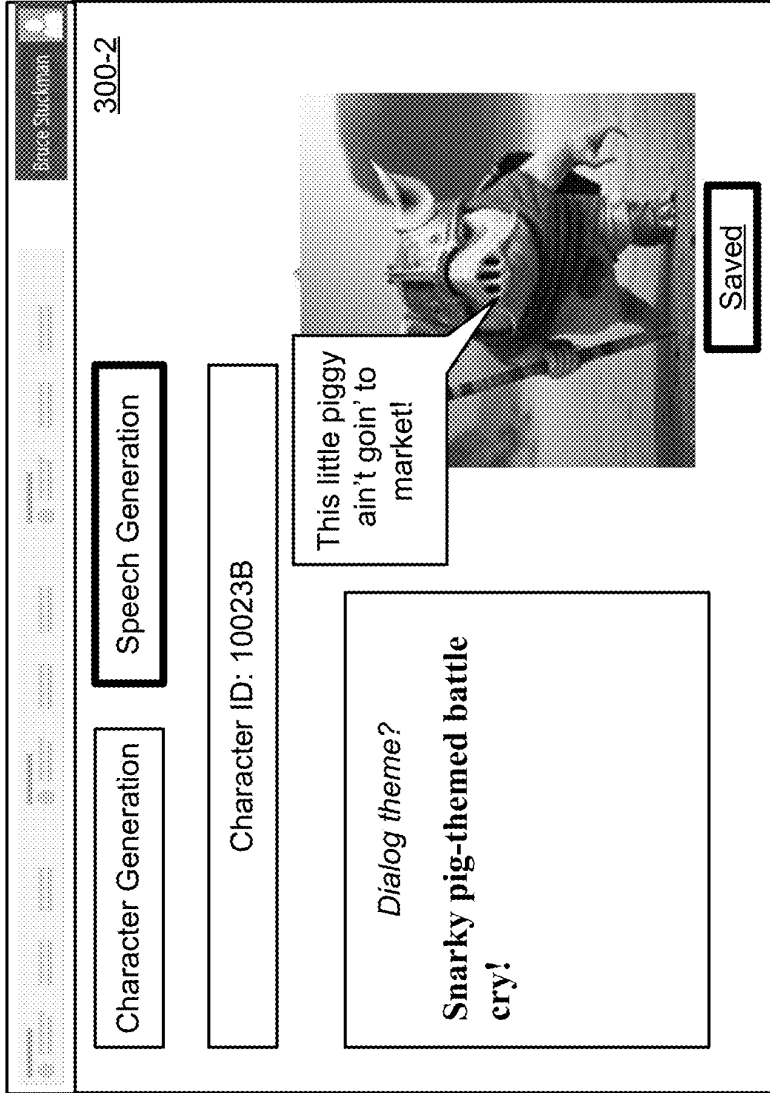 Bruce Stuckman
300-2
Character Generation
Speech Generation
Character ID: 10023B
Dialog theme?
Snarky pig-themed battle
cry!
This little piggy
ain't goin' to
market!
Saved